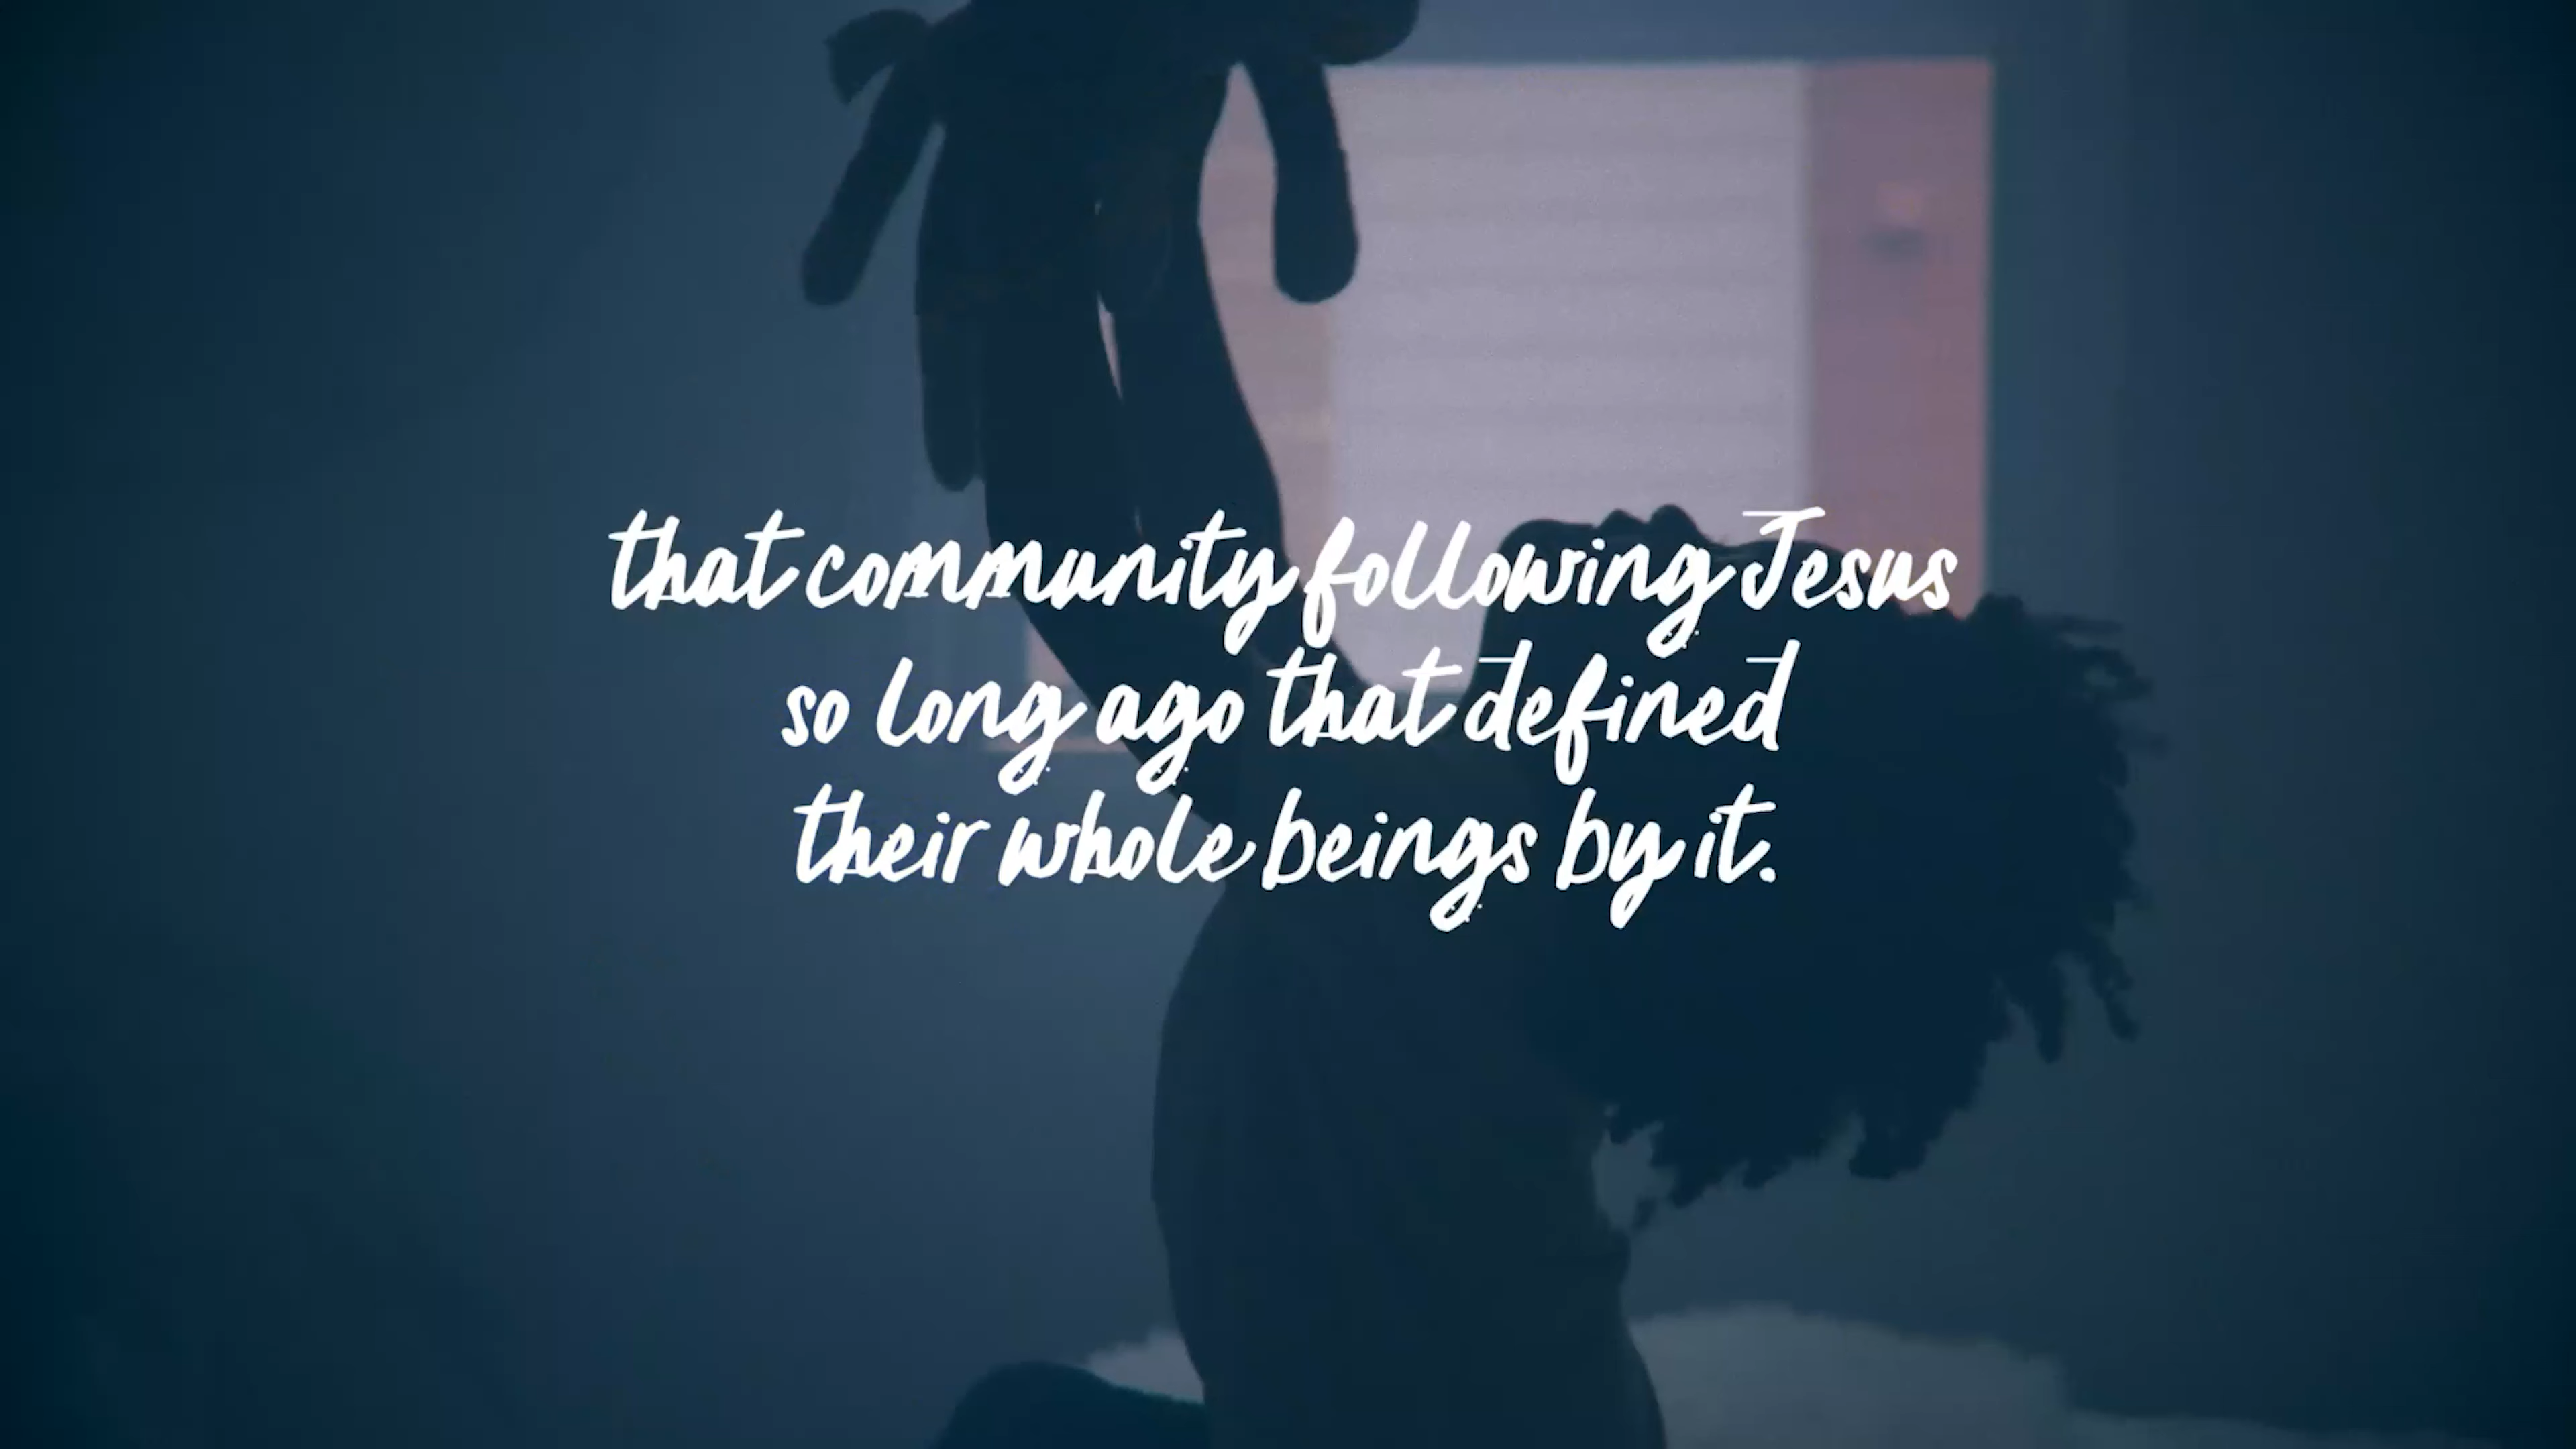 that community following Jesus
so long ago that defined
their whole beings by it.